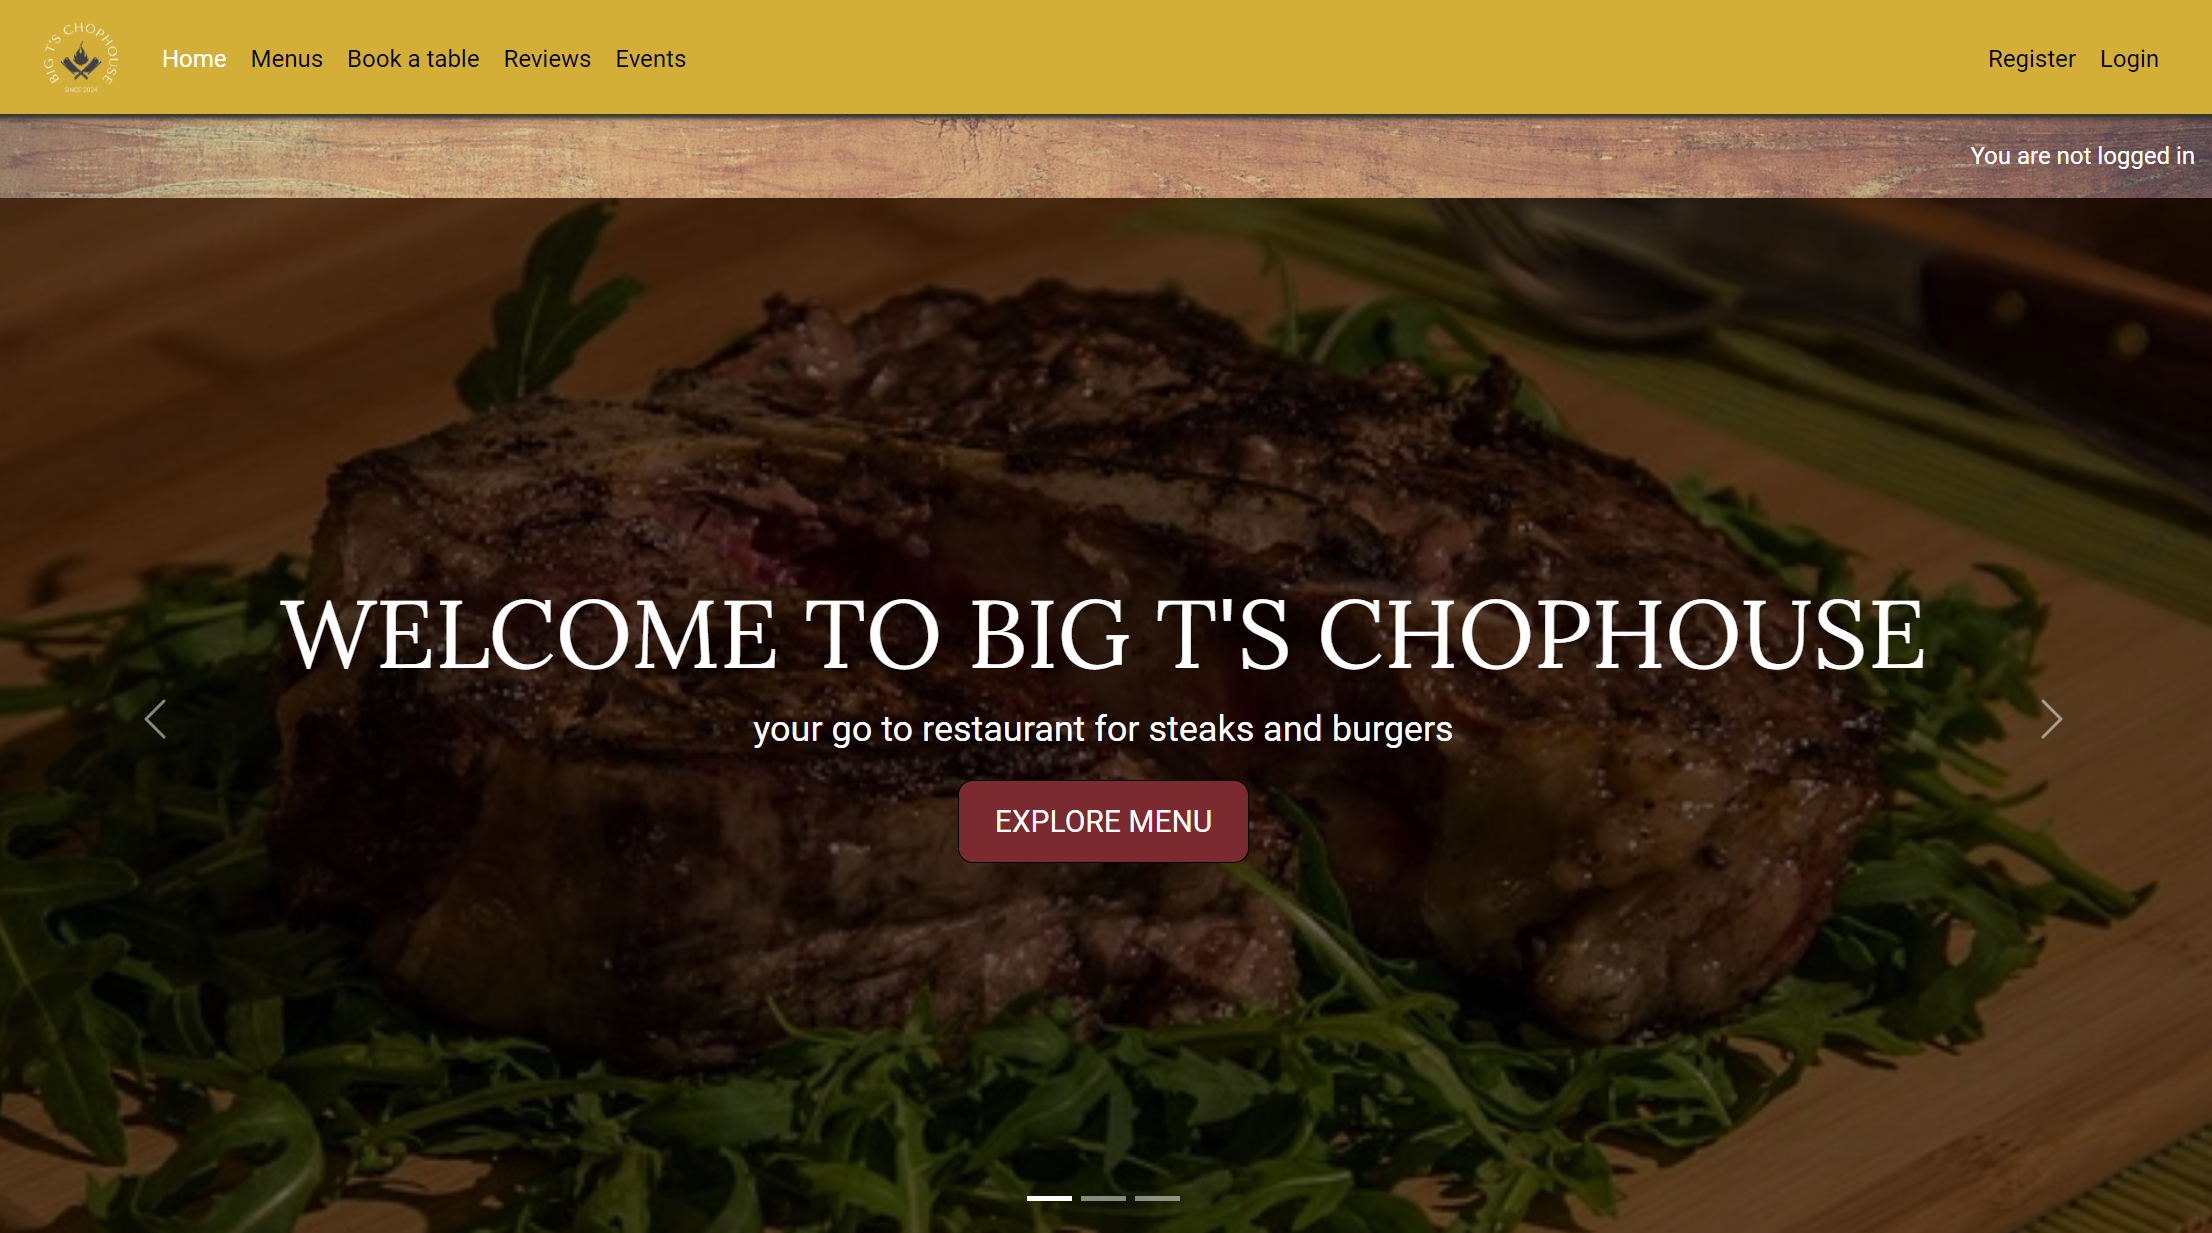 BIG T'S CHOPHOUSE
SINCE 2024
Home Menus Book a table Reviews Events Register Login
You are not logged in
WELCOME TO BIG T'S CHOPHOUSE
your go to restaurant for steaks and burgers
EXPLORE MENU